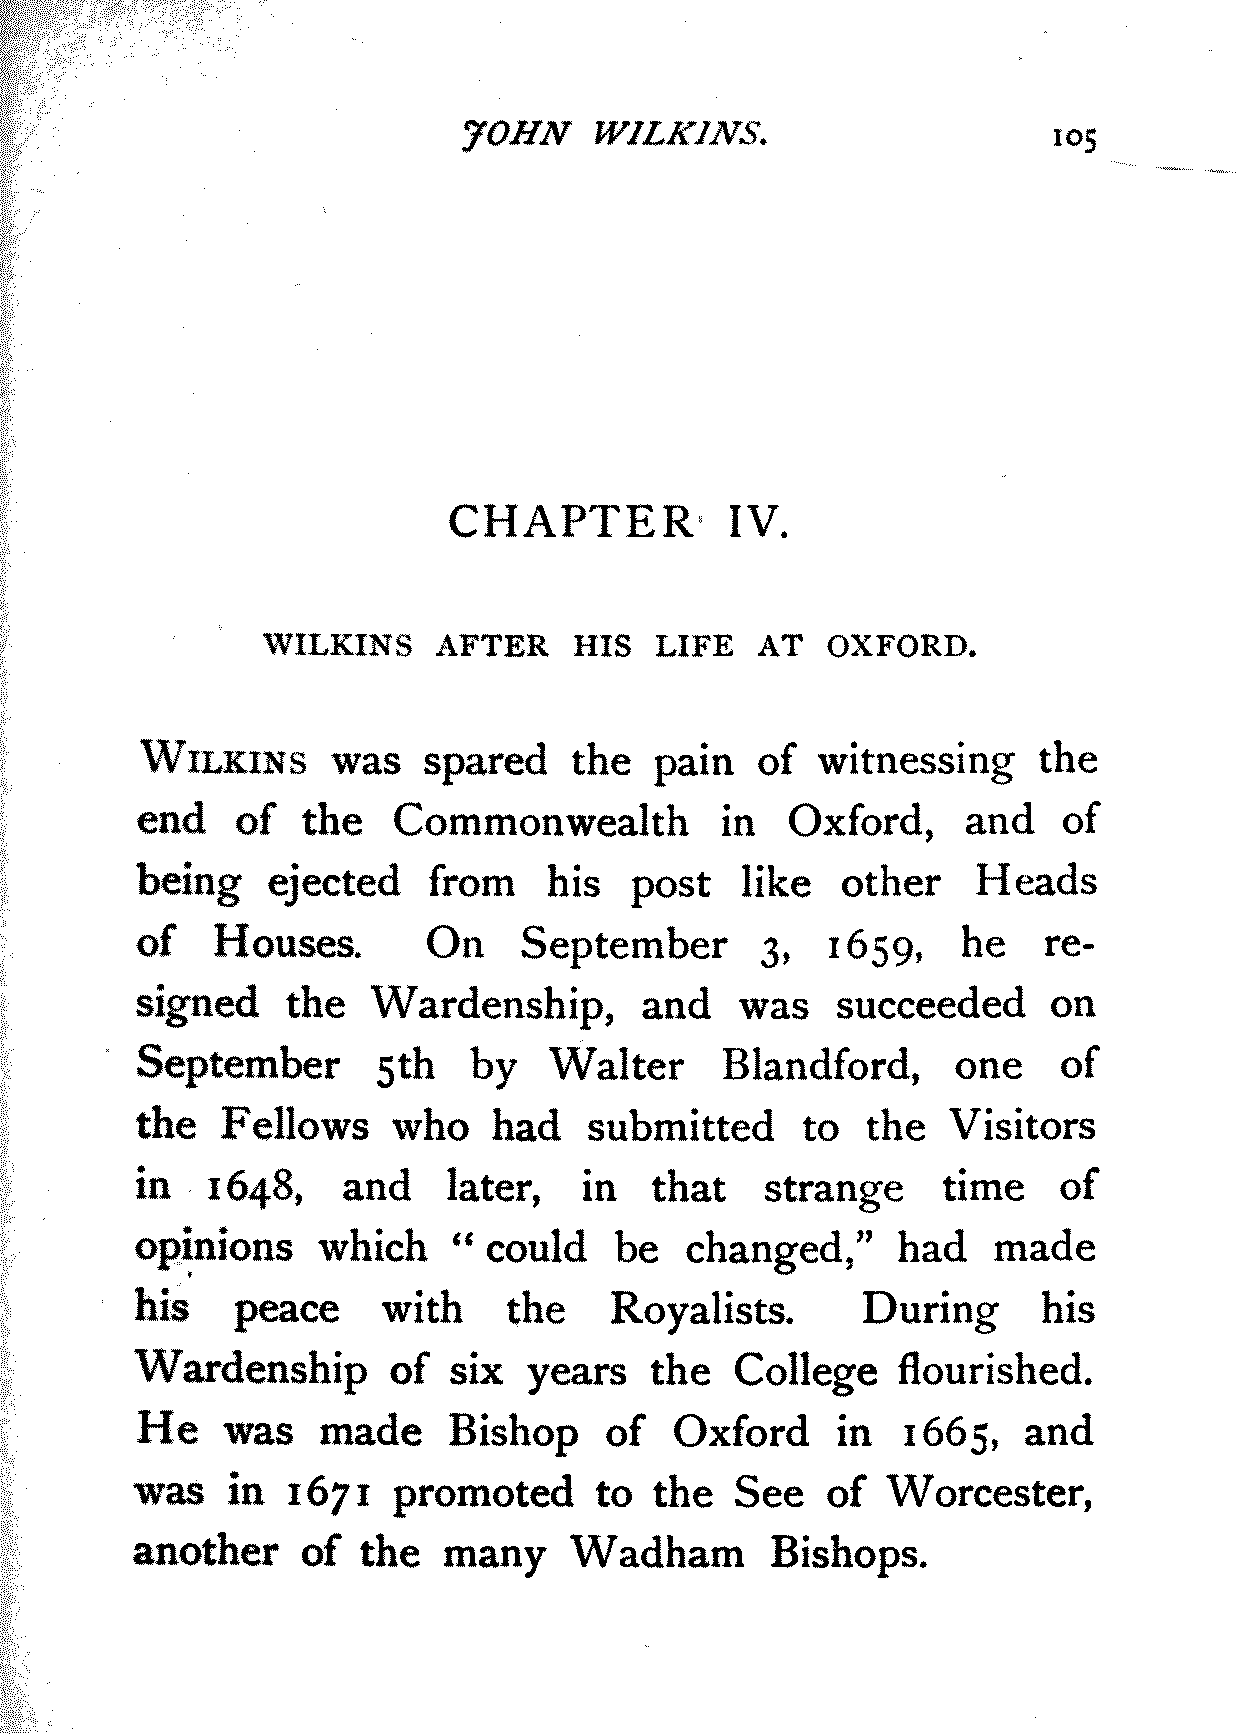 JOHN WILKINS. 105
CHAPTER IV.
WILKINS AFTER HIS LIFE AT OXFORD.
WILKINS was spared the pain of witnessing the
end of the Commonwealth in Oxford, and of
being ejected from his post like other Heads
of Houses. On September 3, 1659, he re-
signed the Wardenship, and was succeeded on
September 5th by Walter Blandford, one of
the Fellows who had submitted to the Visitors
in 1648, and later, in that strange time of
opinions which “could be changed,” had made
his peace with the Royalists. During his
Wardenship of six years the College flourished.
He was made Bishop of Oxford in 1665, and
was in 1671 promoted to the See of Worcester,
another of the many Wadham Bishops.